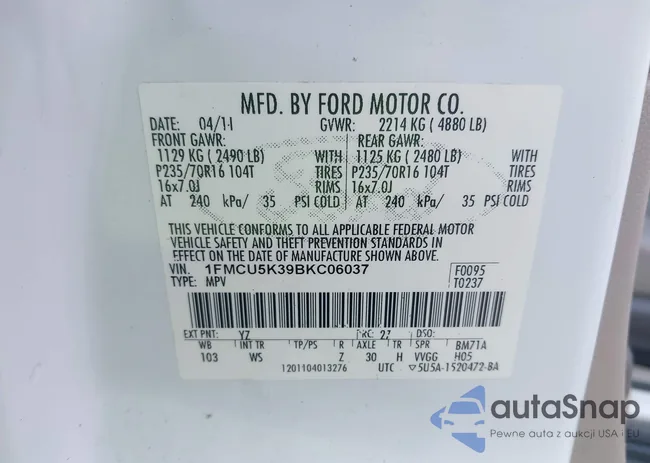 MFD. BY FORD MOTOR CO.
DATE: 04/11 GVWR: 2214 KG ( 4880 LB)
FRONT GAWR: REAR GAWR:
1129 KG ( 2490 LB) WITH 1125 KG ( 2480 LB) WITH
P235/70R16 104T TIRES P235/70R16 104T TIRES
16x7.0J RIMS 16x7.0J RIMS
AT 240 kPa/ 35 PSI COLD AT 240 kPa/ 35 PSI COLD
THIS VEHICLE CONFORMS TO ALL APPLICABLE FEDERAL MOTOR
VEHICLE SAFETY AND THEFT PREVENTION STANDARDS IN
EFFECT ON THE DATE OF MANUFACTURE SHOWN ABOVE.
VIN: 1FMCU5K39BKC06037 F0095
TYPE: MPV T0237
EXT PNT: YZ RC: 27 DSO:
WB INT TR TP/PS R AXLE TR SPR BM71A
103 WS Z 30 H VVGG H05
1201104013276 UTC ▽5U5A-1520472-BA
autaSnap
Pewne auta z aukcji USA i EU